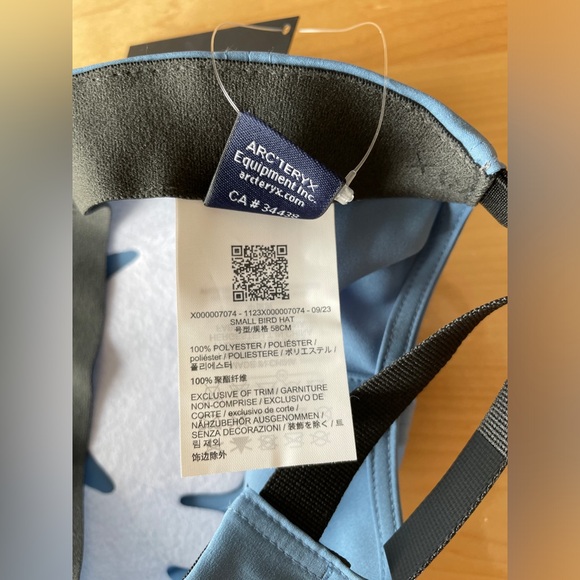 ARC'TERYX
Equipment Inc.
arcteryx.com
CA # 34438
X000007074 - 1123X000007074 - 09/23
SMALL BIRD HAT
号型/规格 58CM
100% POLYESTER / POLIÉSTER /
poliéster / POLIESTERE / ポリエステル /
폴리에스터
100% 聚酯纤维
EXCLUSIVE OF TRIM / GARNITURE
NON-COMPRISE / EXCLUSIVO DE
CORTE / exclusivo de corte /
NÄHZUBEHÖR AUSGENOMMEN /
SENZA DECORAZIONI / 装飾を除く / 트
림 제외
饰边除外